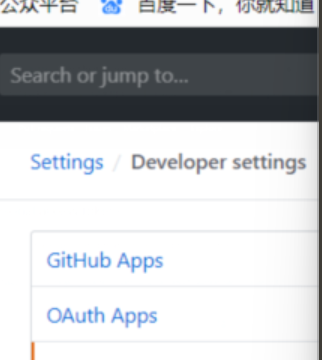 公众平台 百度一下，你就知道
Search or jump to...
Settings / Developer settings
GitHub Apps
OAuth Apps